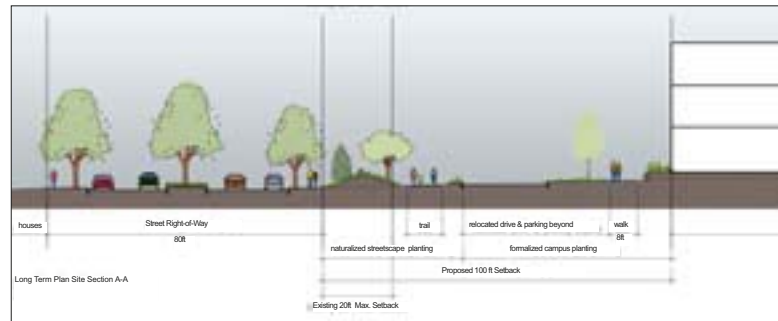 houses
Street Right-of-Way
80ft
trail
relocated drive & parking beyond
walk
8ft
naturalized streetscape planting
formalized campus planting
Proposed 100 ft Setback
Long Term Plan Site Section A-A
Existing 20ft Max. Setback